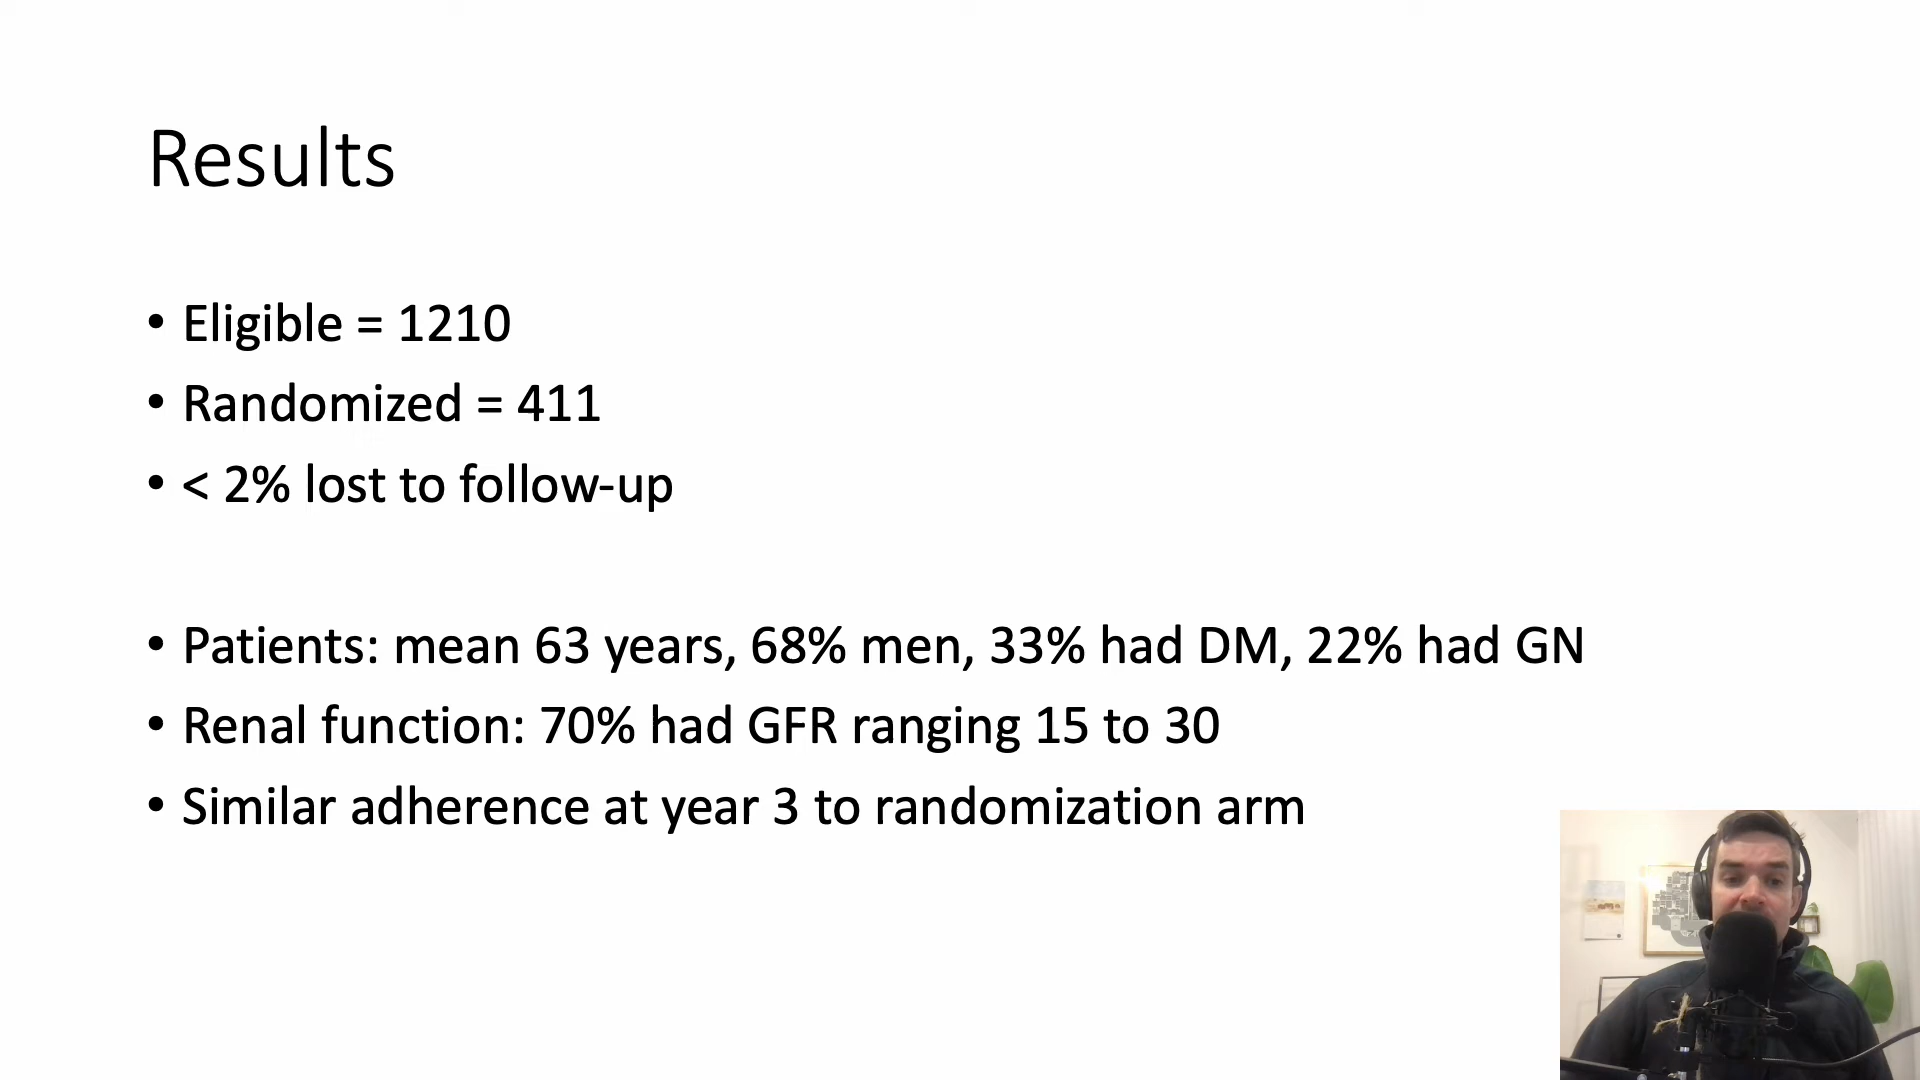 Results
• Eligible = 1210
• Randomized = 411
• < 2% lost to follow-up
• Patients: mean 63 years, 68% men, 33% had DM, 22% had GN
• Renal function: 70% had GFR ranging 15 to 30
• Similar adherence at year 3 to randomization arm